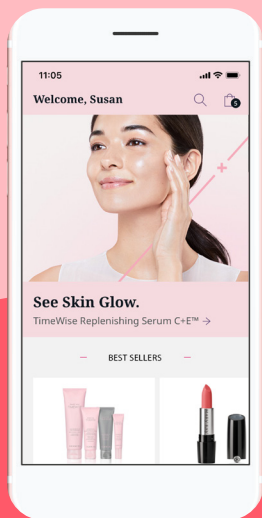 11:05
Welcome, Susan
5
See Skin Glow.
TimeWise Replenishing Serum C+E™ →
BEST SELLERS